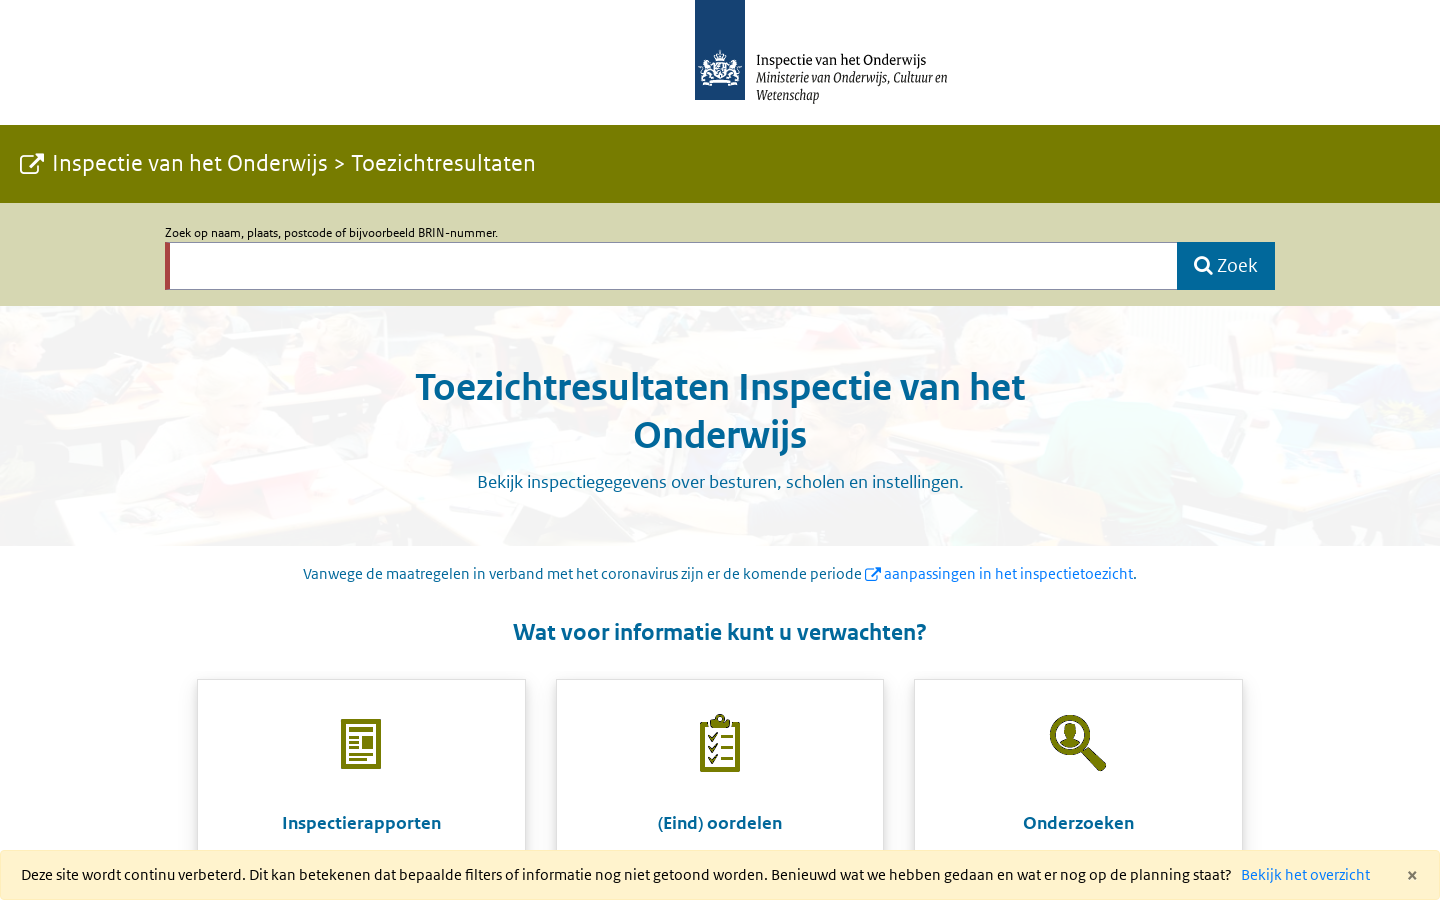 Inspectie van het Onderwijs
Ministerie van Onderwijs, Cultuur en
Wetenschap
Inspectie van het Onderwijs > Toezichtresultaten
Zoek op naam, plaats, postcode of bijvoorbeeld BRIN-nummer.
Zoek
Toezichtresultaten Inspectie van het
Onderwijs
Bekijk inspectiegegevens over besturen, scholen en instellingen.
Vanwege de maatregelen in verband met het coronavirus zijn er de komende periode aanpassingen in het inspectietoezicht.
Wat voor informatie kunt u verwachten?
Inspectierapporten
(Eind) oordelen
Onderzoeken
Deze site wordt continu verbeterd. Dit kan betekenen dat bepaalde filters of informatie nog niet getoond worden. Benieuwd wat we hebben gedaan en wat er nog op de planning staat? Bekijk het overzicht ×